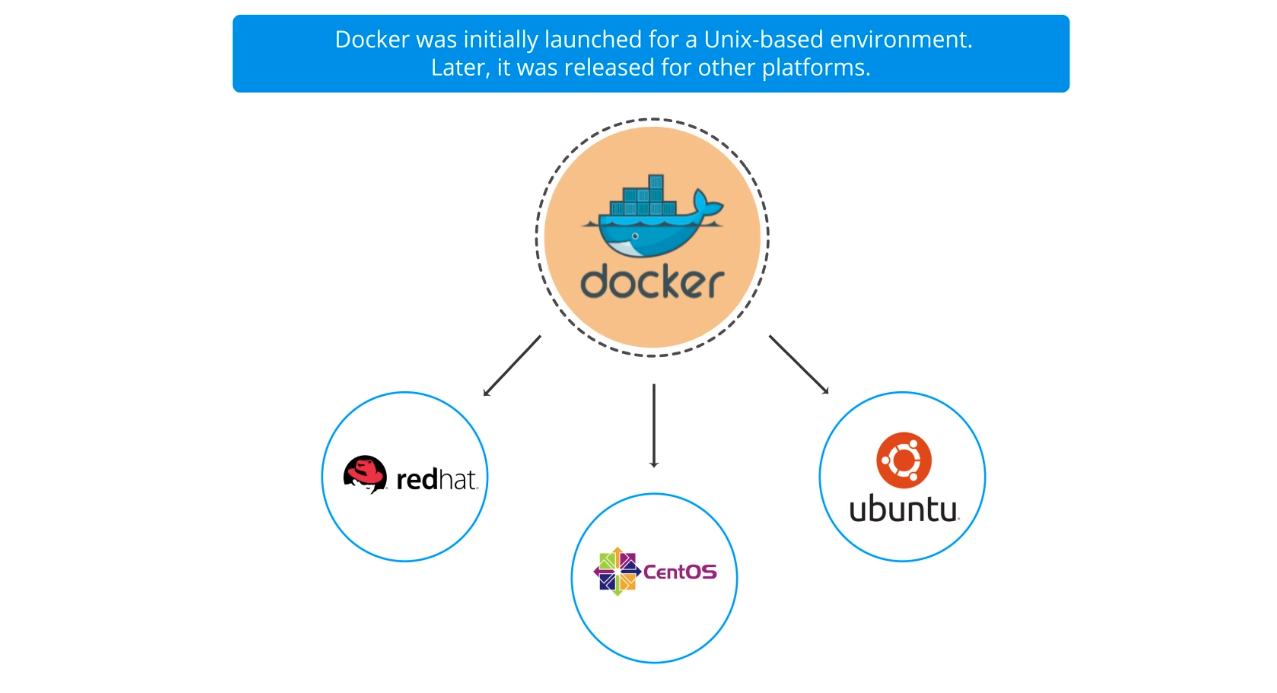 Docker was initially launched for a Unix-based environment.
Later, it was released for other platforms.
docker
redhat
CentOS
ubuntu